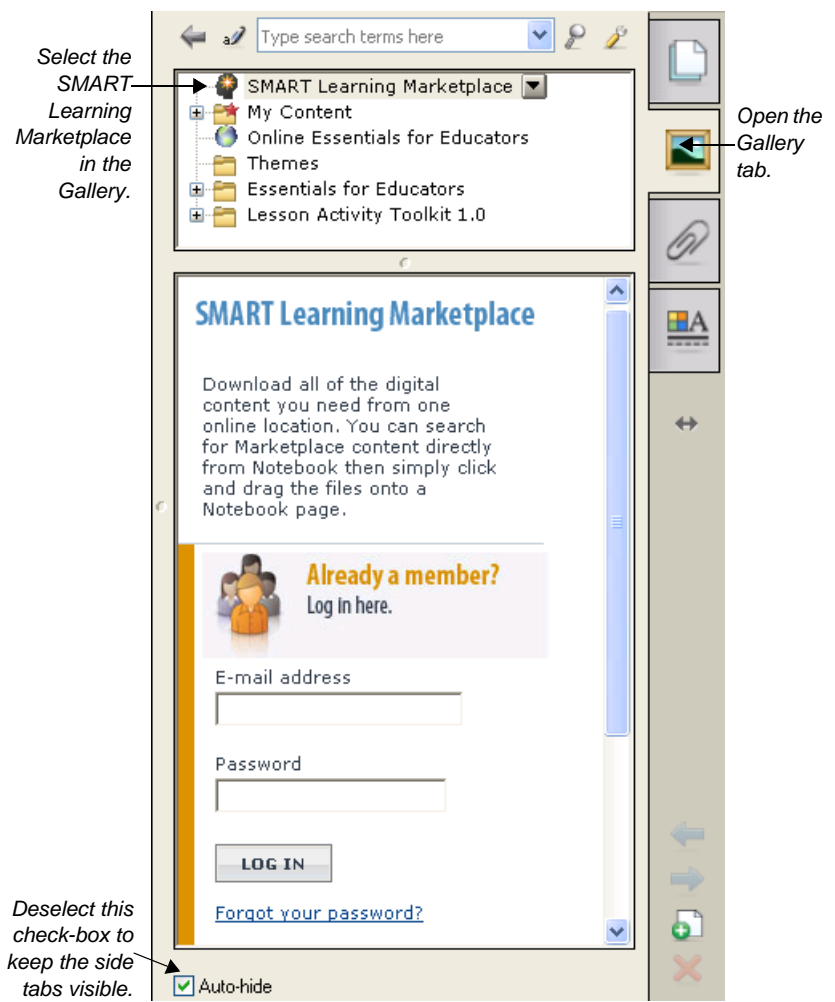 Type search terms here
Select the
SMART
Learning
Marketplace
in the
Gallery.
SMART Learning Marketplace
My Content
Online Essentials for Educators
Themes
Essentials for Educators
Lesson Activity Toolkit 1.0
Open the
Gallery
tab.
A
SMART Learning Marketplace
Download all of the digital
content you need from one
online location. You can search
for Marketplace content directly
from Notebook then simply click
and drag the files onto a
Notebook page.
Already a member?
Log in here.
E-mail address
Password
LOG IN
Forgot your password?
Deselect this
check-box to
keep the side
tabs visible.
Auto-hide